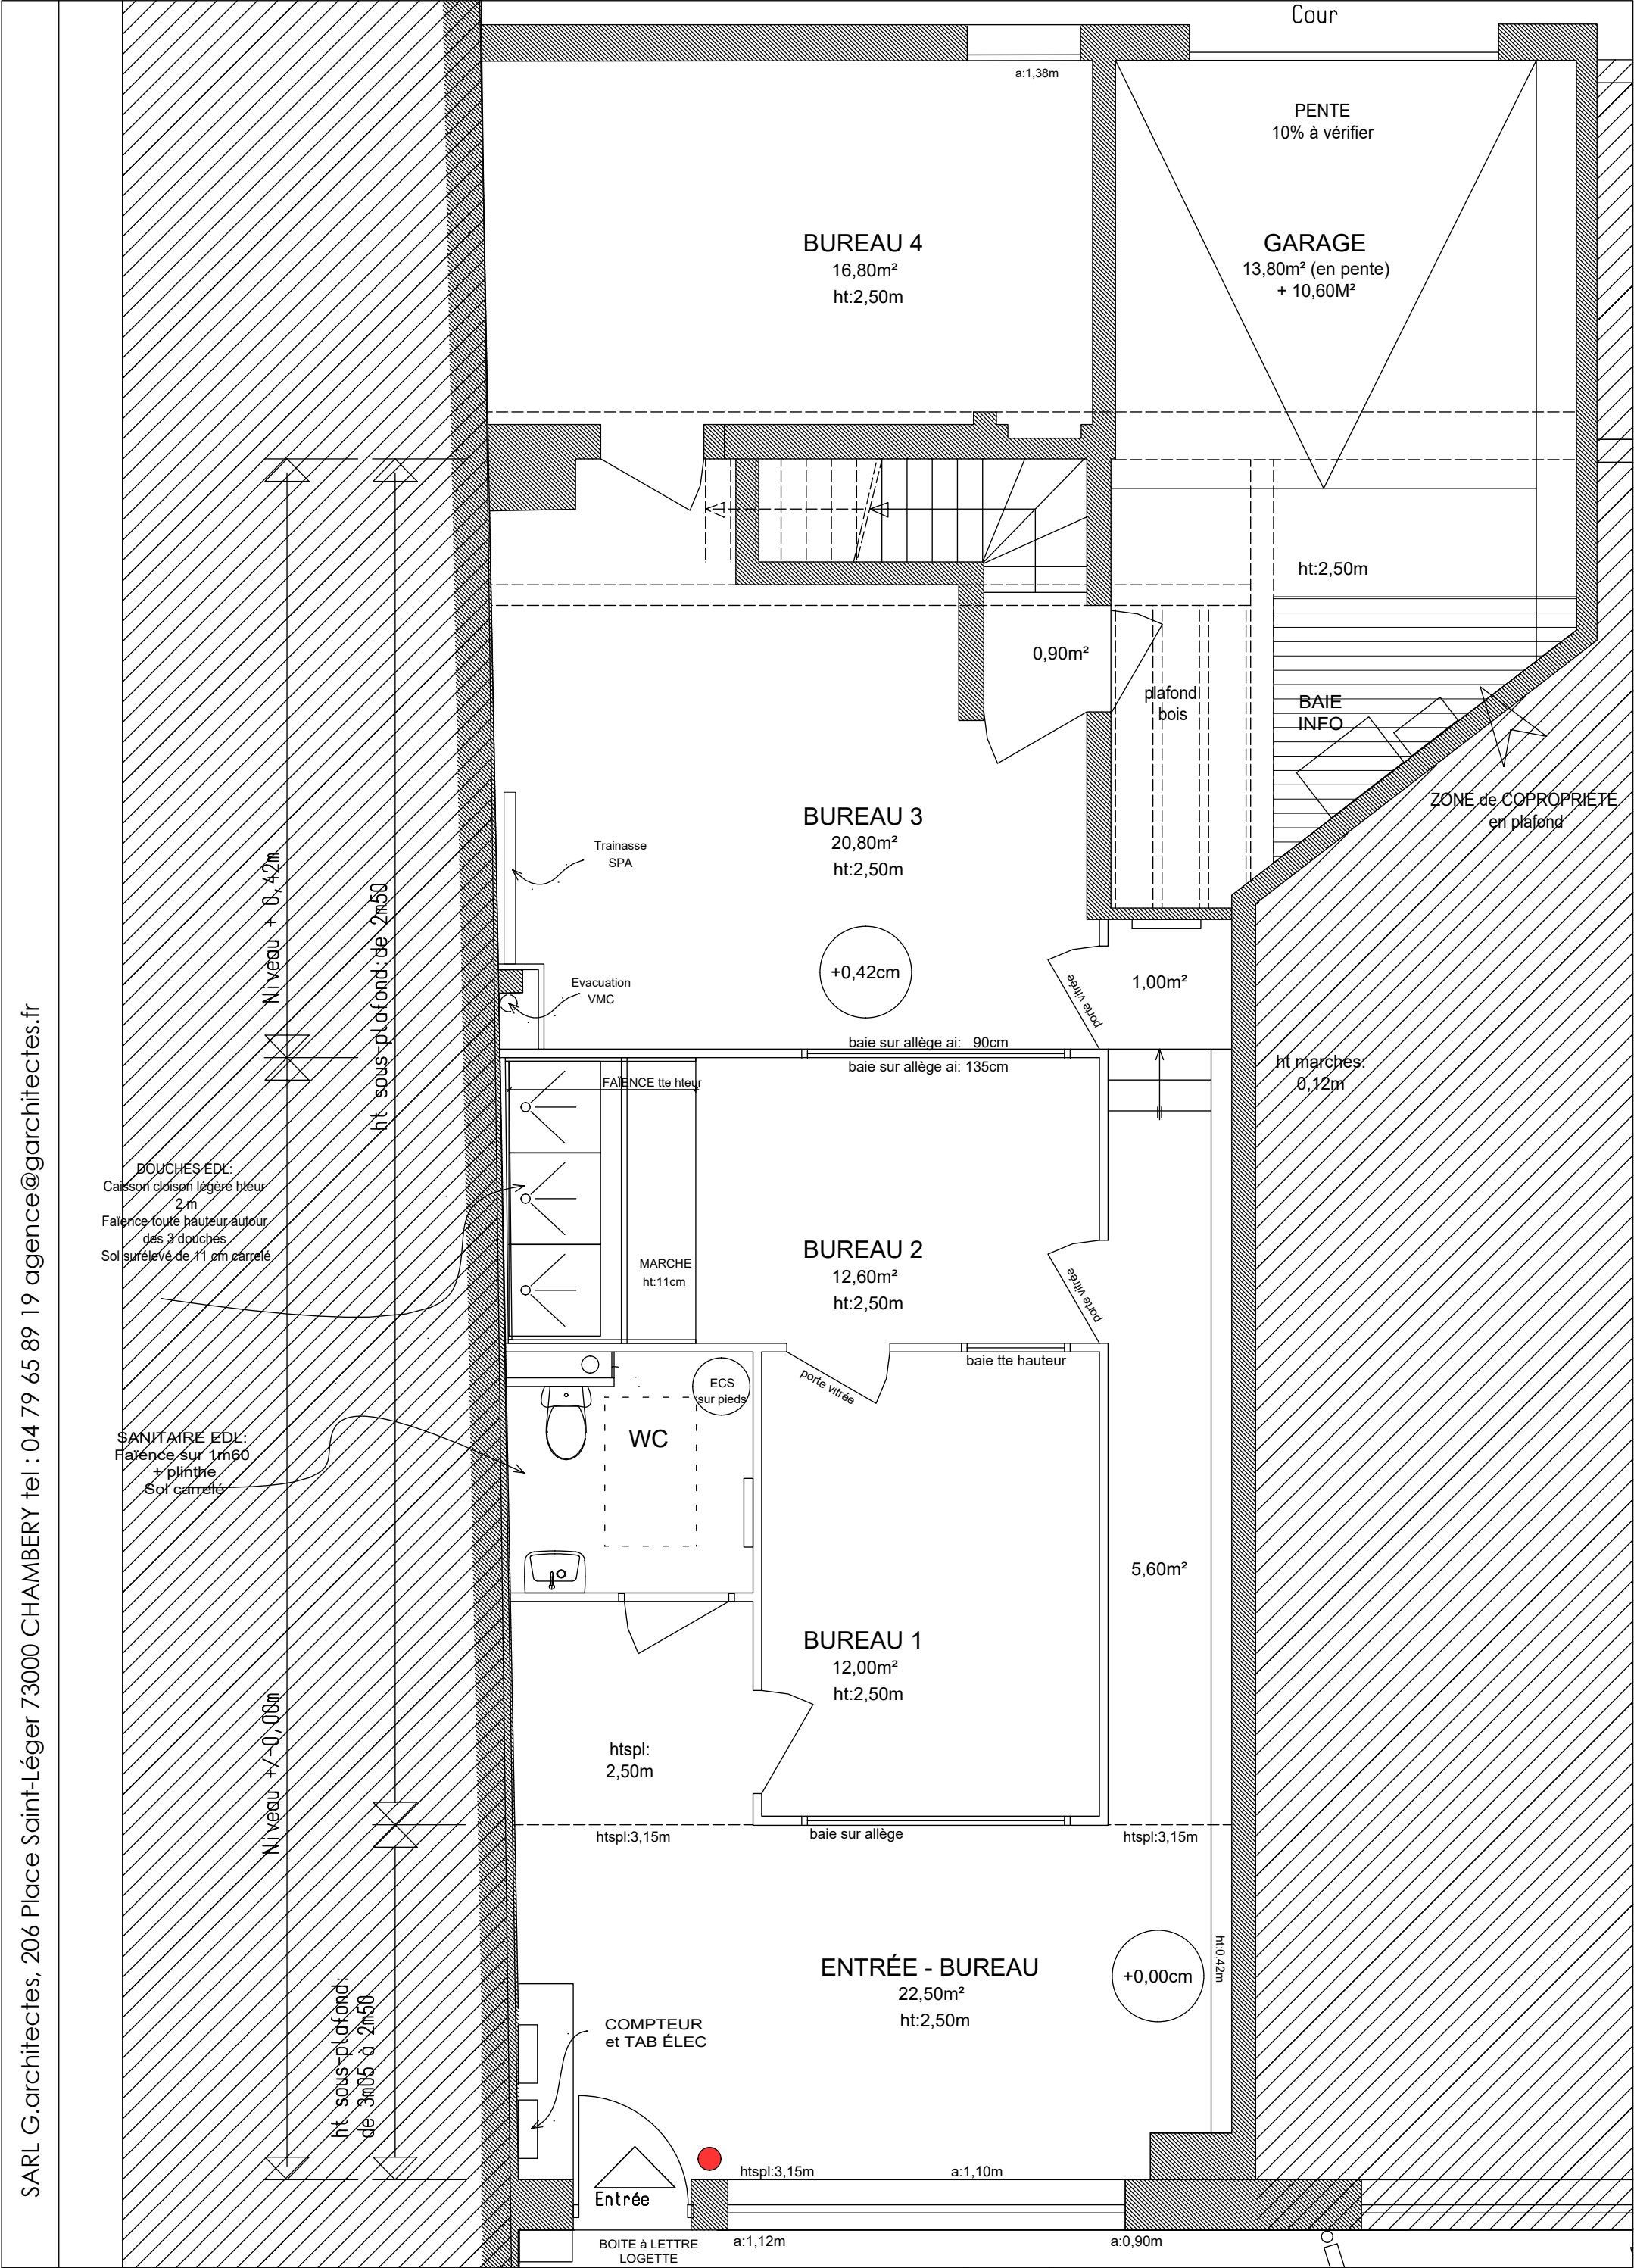 Cour
a:1,38m
PENTE
10% à vérifier
BUREAU 4
16,80m²
ht:2,50m
GARAGE
13,80m² (en pente)
+ 10,60M²
ht:2,50m
0,90m²
plafond
bois
BAIE
INFO
ZONE de COPROPRIÉTÉ
en plafond
BUREAU 3
20,80m²
ht:2,50m
Trainasse
SPA
Niveau + 0,42m
ht sous-plafond:de 2m50
+0,42cm
Evacuation
VMC
porte vitrée
1,00m²
baie sur allège ai: 90cm
baie sur allège ai: 135cm
ht marches:
0,12m
FAÏENCE tte hteur
DOUCHES EDL:
Caisson cloison légère hteur
2 m
Faïence toute hauteur autour
des 3 douches
Sol surélevé de 11 cm carrelé
MARCHE
ht:11cm
BUREAU 2
12,60m²
ht:2,50m
porte vitrée
baie tte hauteur
porte vitrée
ECS
sur pieds
WC
SANITAIRE EDL:
Faïence sur 1m60
+ plinthe
Sol carrelé
5,60m²
BUREAU 1
12,00m²
ht:2,50m
htspl:
2,50m
Niveau +/-0,00m
htspl:3,15m
baie sur allège
htspl:3,15m
ENTRÉE - BUREAU
22,50m²
ht:2,50m
+0,00cm
ht:0,42m
ht sous-plafond:
de 3m05 à 2m50
COMPTEUR
et TAB ÉLEC
htspl:3,15m
a:1,10m
Entrée
BOITE à LETTRE
LOGETTE
a:1,12m
a:0,90m
SARL G.architectes, 206 Place Saint-Léger 73000 CHAMBERY tel : 04 79 65 89 19 agence@garchitectes.fr